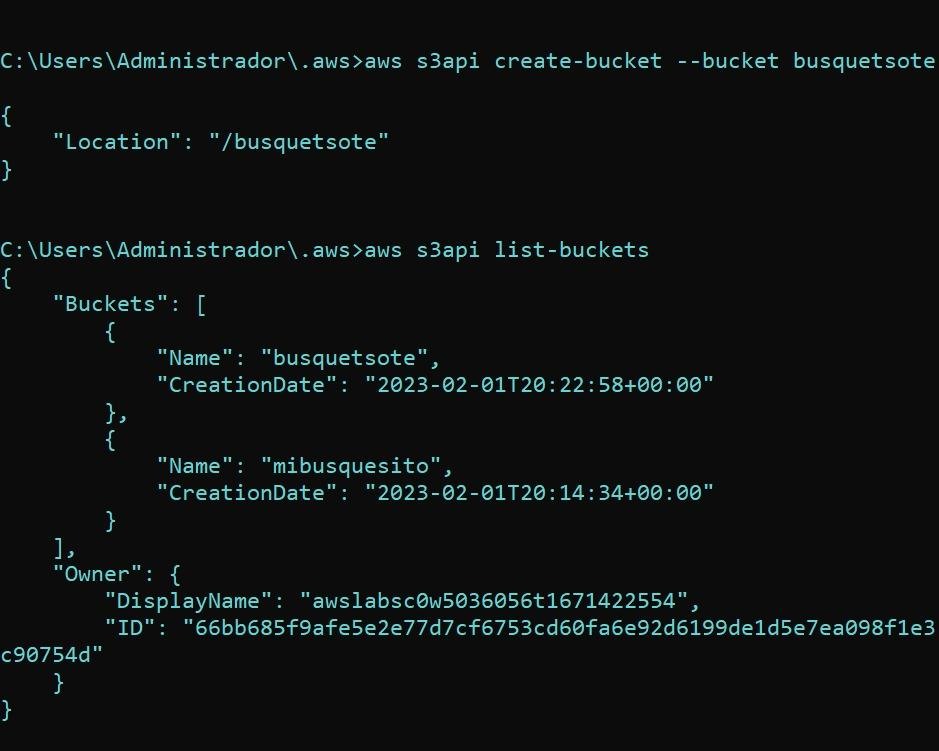 C:\Users\Administrador\.aws>aws s3api create-bucket --bucket busquetsote
{
    "Location": "/busquetsote"
}
C:\Users\Administrador\.aws>aws s3api list-buckets
{
    "Buckets": [
        {
            "Name": "busquetsote",
            "CreationDate": "2023-02-01T20:22:58+00:00"
        },
        {
            "Name": "mibusquesito",
            "CreationDate": "2023-02-01T20:14:34+00:00"
        }
    ],
    "Owner": {
        "DisplayName": "awslabsc0w5036056t1671422554",
        "ID": "66bb685f9afe5e2e77d7cf6753cd60fa6e92d6199de1d5e7ea098f1e3
c90754d"
    }
}